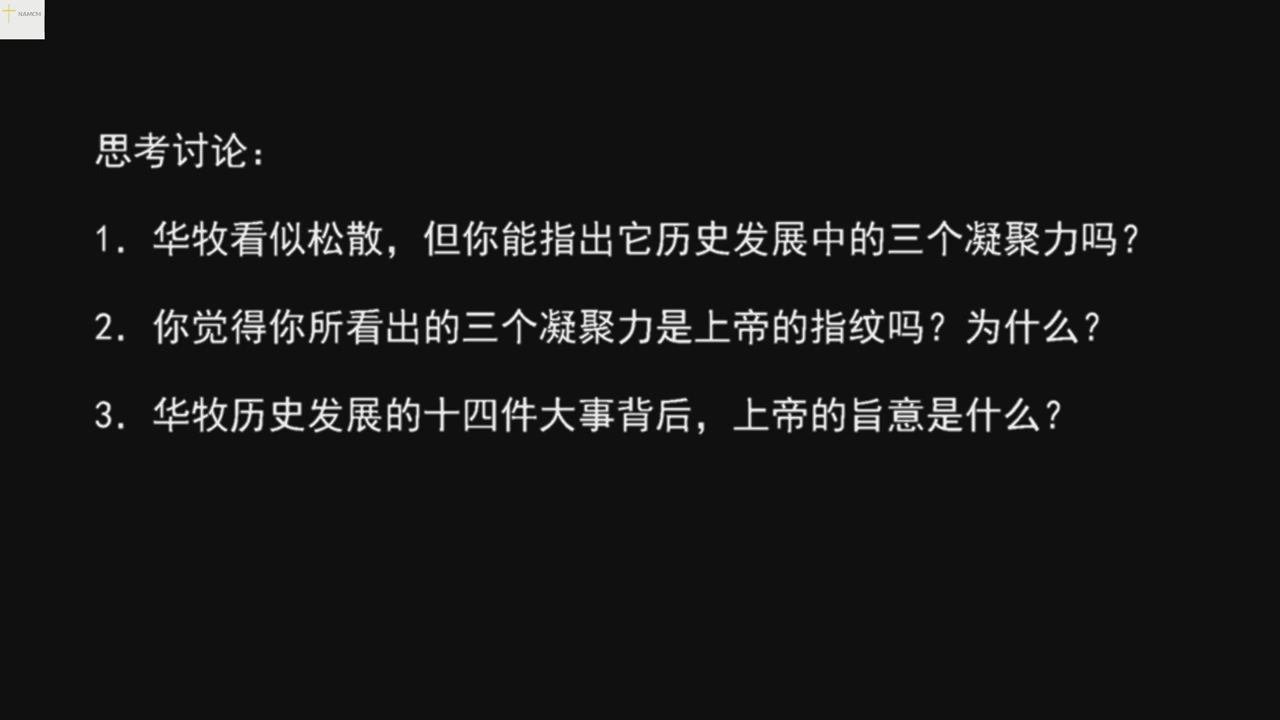 NAMCM
思考讨论：
1. 华牧看似松散，但你能指出它历史发展中的三个凝聚力吗？
2. 你觉得你所看出的三个凝聚力是上帝的指纹吗？为什么？
3. 华牧历史发展的十四件大事背后，上帝的旨意是什么？